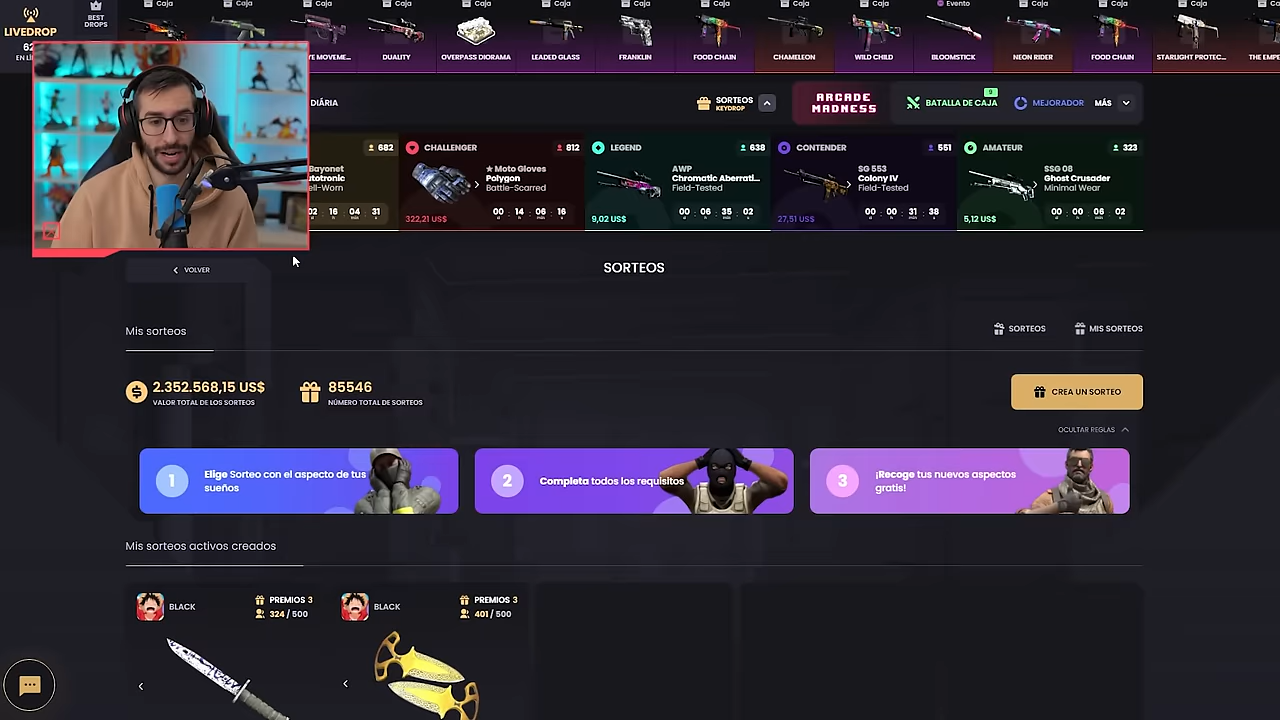 Caja
Caja
Caja
Caja
Caja
Caja
Caja
Caja
Caja
Caja
Evento
Caja
Caja
Caja
LIVEDROP
BEST
DROPS
DUALITY
OVERPASS DIORAMA
LEADED GLASS
FRANKLIN
FOOD CHAIN
CHAMELEON
WILD CHILD
BLOOMSTICK
NEON RIDER
FOOD CHAIN
STARLIGHT PROTEC...
DIÁRIA
SORTEOS
KEYDROP
ARCADE
MADNESS
BATALLA DE CAJA
9
MEJORADOR
MÁS
682
Bayonet
31
CHALLENGER
812
★ Moto Gloves
Polygon
Battle-Scarred
322,21 US$
00 : 14 : 06 : 16
LEGEND
638
AWP
Chromatic Aberrati...
Field-Tested
9,02 US$
00 : 06 : 35 : 02
CONTENDER
551
SG 553
Colony IV
Field-Tested
27,51 US$
00 : 00 : 31 : 38
AMATEUR
323
SSG 08
Ghost Crusader
Minimal Wear
5,12 US$
00 : 00 : 06 : 02
VOLVER
SORTEOS
Mis sorteos
SORTEOS
MIS SORTEOS
2.352.568,15 US$
VALOR TOTAL DE LOS SORTEOS
85546
NÚMERO TOTAL DE SORTEOS
CREA UN SORTEO
OCULTAR REGLAS
1
Elige Sorteo con el aspecto de tus
sueños
2
Completa todos los requisitos
3
¡Recoge tus nuevos aspectos
gratis!
Mis sorteos activos creados
BLACK
PREMIOS 3
324 / 500
BLACK
PREMIOS 3
401 / 500